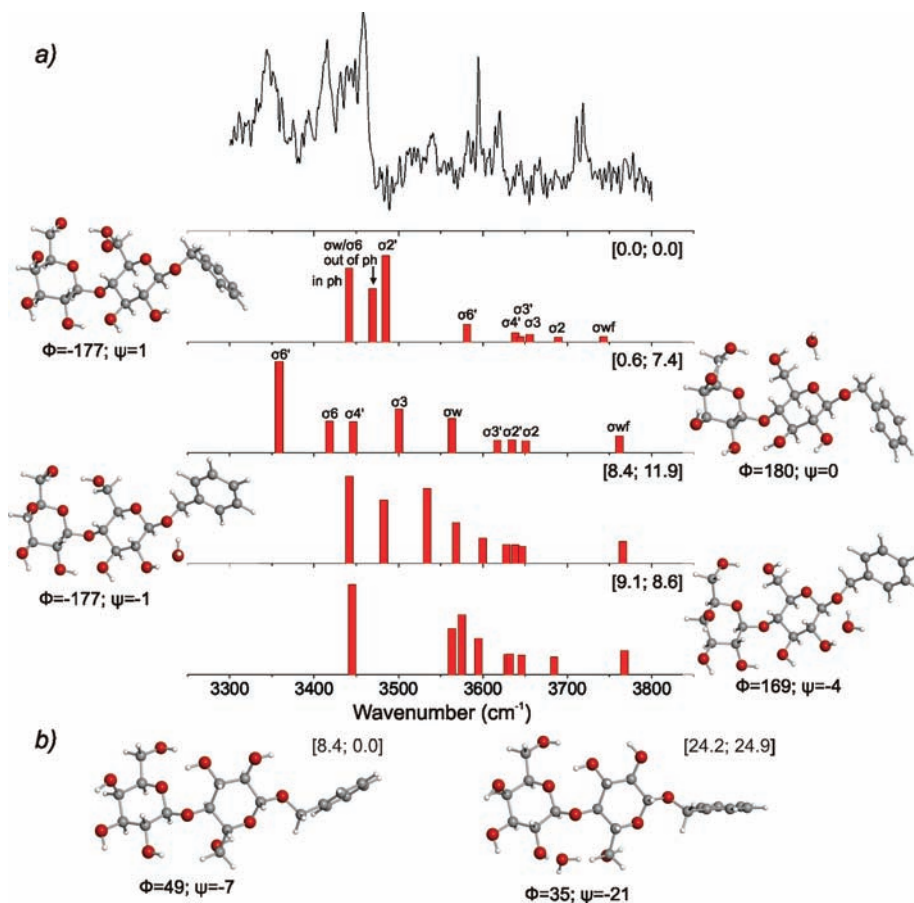 a)
[0.0; 0.0]
σw/σ6
out of ph
in ph
σ2'
σ6'
σ4'
σ3'
σ3
σ2
σwf
Φ=-177; ψ=1
[0.6; 7.4]
σ6'
σ6
σ4'
σ3
σw
σ3'
σ2'
σ2
σwf
Φ=180; ψ=0
[8.4; 11.9]
Φ=-177; ψ=-1
[9.1; 8.6]
Φ=169; ψ=-4
3300 3400 3500 3600 3700 3800
Wavenumber (cm⁻¹)
b)
[8.4; 0.0]
[24.2; 24.9]
Φ=49; ψ=-7
Φ=35; ψ=-21